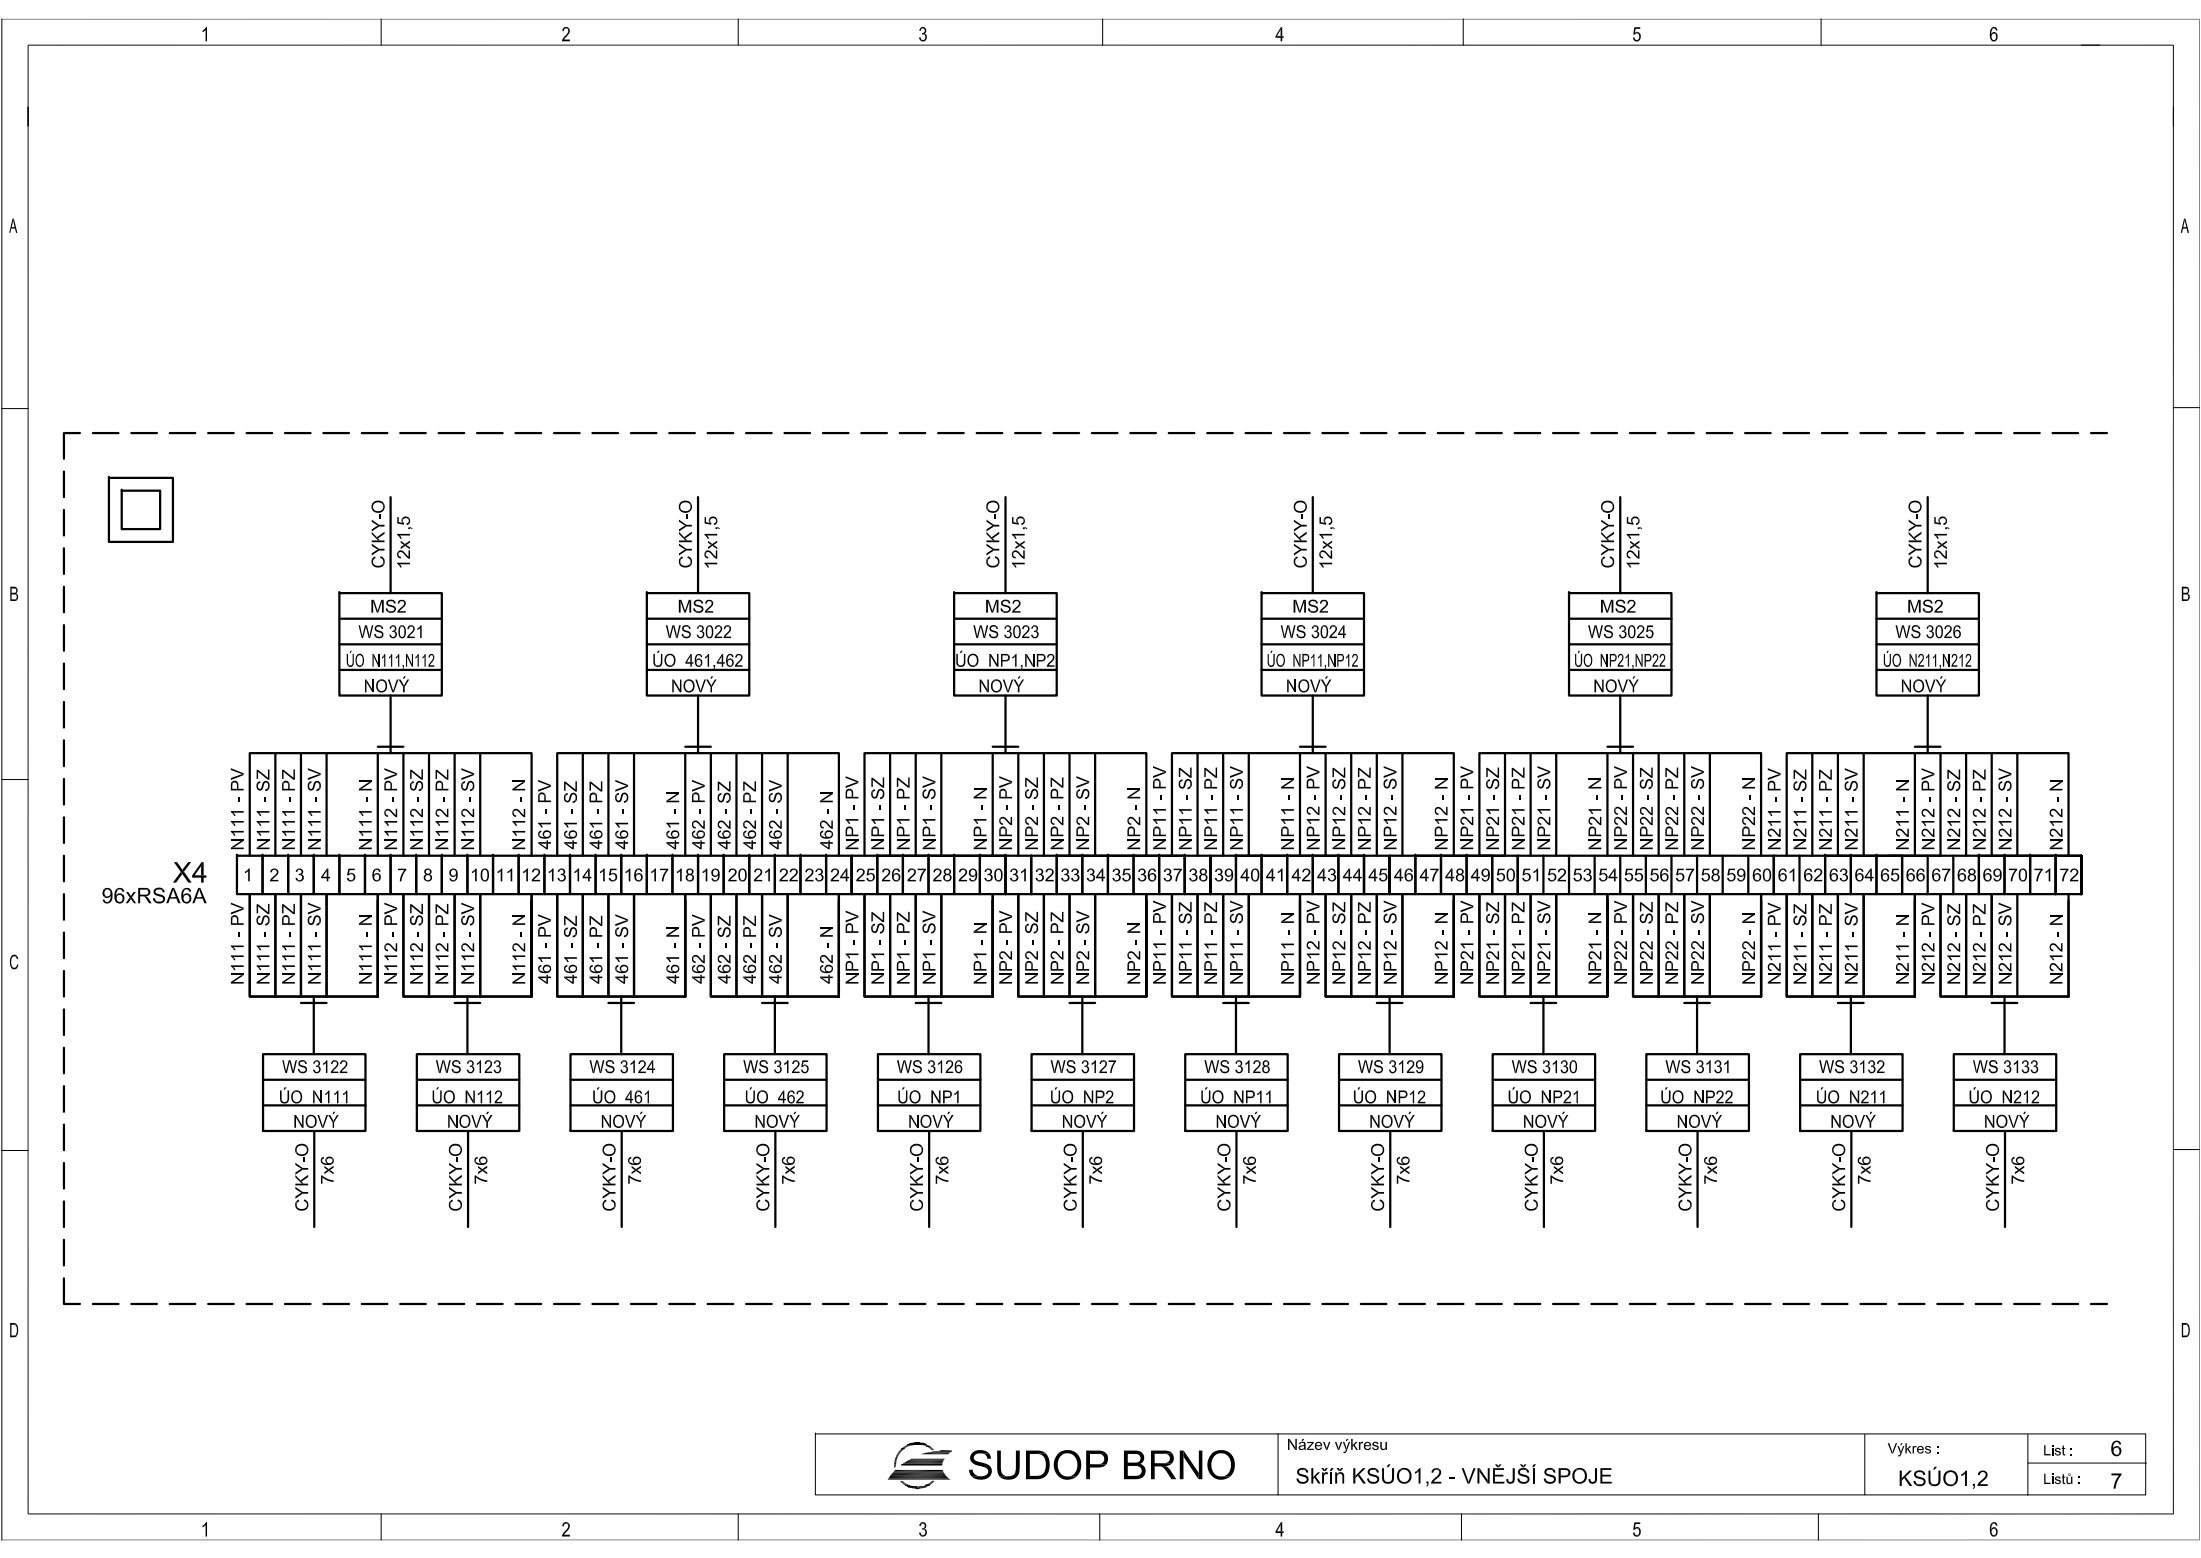 1 2 3 4 5 6
A A
CYKY-O 12x1,5 CYKY-O 12x1,5 CYKY-O 12x1,5 CYKY-O 12x1,5 CYKY-O 12x1,5 CYKY-O 12x1,5
B B
MS2 MS2 MS2 MS2 MS2 MS2
WS 3021 WS 3022 WS 3023 WS 3024 WS 3025 WS 3026
ÚO N111,N112 ÚO 461,462 ÚO NP1,NP2 ÚO NP11,NP12 ÚO NP21,NP22 ÚO N211,N212
NOVÝ NOVÝ NOVÝ NOVÝ NOVÝ NOVÝ
N111 - PV N111 - SZ N111 - PZ N111 - SV N111 - N N112 - PV N112 - SZ N112 - PZ N112 - SV N112 - N 461 - PV 461 - SZ 461 - PZ 461 - SV 461 - N 462 - PV 462 - SZ 462 - PZ 462 - SV 462 - N NP1 - PV NP1 - SZ NP1 - PZ NP1 - SV NP1 - N NP2 - PV NP2 - SZ NP2 - PZ NP2 - SV NP2 - N NP11 - PV NP11 - SZ NP11 - PZ NP11 - SV NP11 - N NP12 - PV NP12 - SZ NP12 - PZ NP12 - SV NP12 - N NP21 - PV NP21 - SZ NP21 - PZ NP21 - SV NP21 - N NP22 - PV NP22 - SZ NP22 - PZ NP22 - SV NP22 - N N211 - PV N211 - SZ N211 - PZ N211 - SV N211 - N N212 - PV N212 - SZ N212 - PZ N212 - SV N212 - N
X4
96xRSA6A
1 2 3 4 5 6 7 8 9 10 11 12 13 14 15 16 17 18 19 20 21 22 23 24 25 26 27 28 29 30 31 32 33 34 35 36 37 38 39 40 41 42 43 44 45 46 47 48 49 50 51 52 53 54 55 56 57 58 59 60 61 62 63 64 65 66 67 68 69 70 71 72
N111 - PV N111 - SZ N111 - PZ N111 - SV N111 - N N112 - PV N112 - SZ N112 - PZ N112 - SV N112 - N 461 - PV 461 - SZ 461 - PZ 461 - SV 461 - N 462 - PV 462 - SZ 462 - PZ 462 - SV 462 - N NP1 - PV NP1 - SZ NP1 - PZ NP1 - SV NP1 - N NP2 - PV NP2 - SZ NP2 - PZ NP2 - SV NP2 - N NP11 - PV NP11 - SZ NP11 - PZ NP11 - SV NP11 - N NP12 - PV NP12 - SZ NP12 - PZ NP12 - SV NP12 - N NP21 - PV NP21 - SZ NP21 - PZ NP21 - SV NP21 - N NP22 - PV NP22 - SZ NP22 - PZ NP22 - SV NP22 - N N211 - PV N211 - SZ N211 - PZ N211 - SV N211 - N N212 - PV N212 - SZ N212 - PZ N212 - SV N212 - N
C C
WS 3122 WS 3123 WS 3124 WS 3125 WS 3126 WS 3127 WS 3128 WS 3129 WS 3130 WS 3131 WS 3132 WS 3133
ÚO N111 ÚO N112 ÚO 461 ÚO 462 ÚO NP1 ÚO NP2 ÚO NP11 ÚO NP12 ÚO NP21 ÚO NP22 ÚO N211 ÚO N212
NOVÝ NOVÝ NOVÝ NOVÝ NOVÝ NOVÝ NOVÝ NOVÝ NOVÝ NOVÝ NOVÝ NOVÝ
CYKY-O 7x6 CYKY-O 7x6 CYKY-O 7x6 CYKY-O 7x6 CYKY-O 7x6 CYKY-O 7x6 CYKY-O 7x6 CYKY-O 7x6 CYKY-O 7x6 CYKY-O 7x6 CYKY-O 7x6 CYKY-O 7x6
D D
SUDOP BRNO
Název výkresu
Skříň KSÚO1,2 - VNĚJŠÍ SPOJE
Výkres :
KSÚO1,2
List : 6
Listů : 7
1 2 3 4 5 6